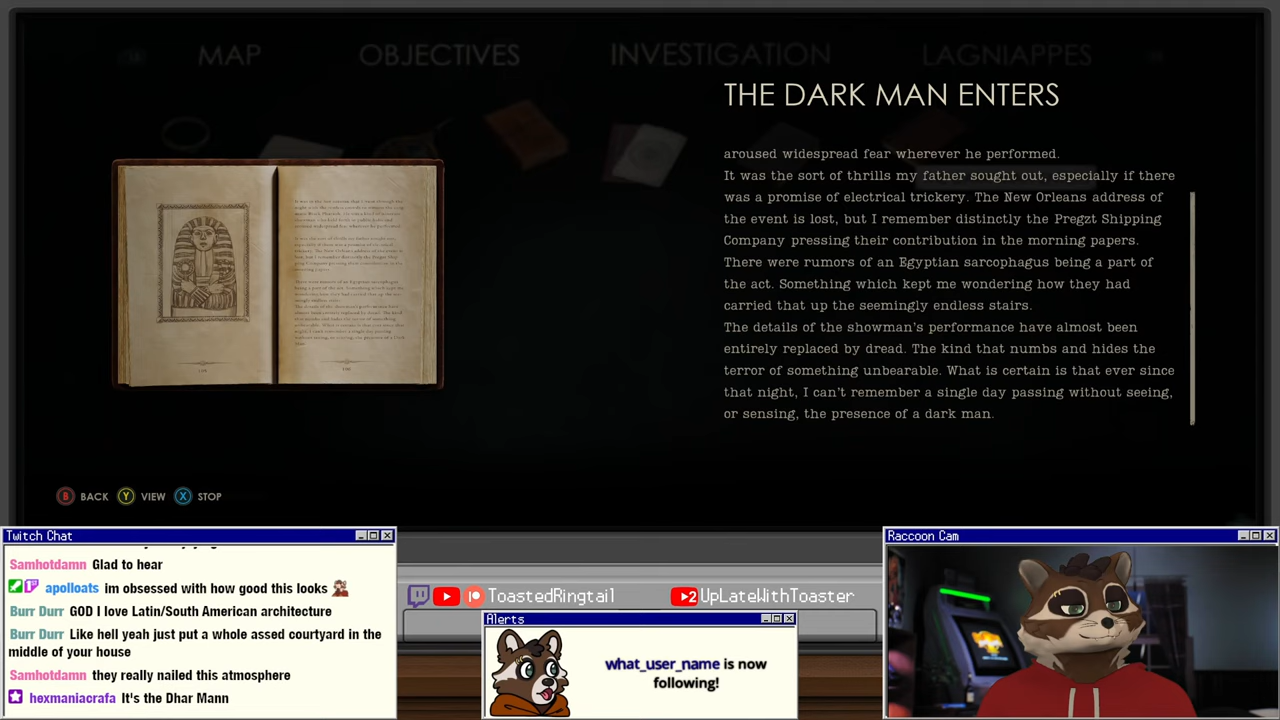 MAP OBJECTIVES INVESTIGATION LAGNIAPPES
THE DARK MAN ENTERS
aroused widespread fear wherever he performed.
It was the sort of thrills my father sought out, especially if there
was a promise of electrical trickery. The New Orleans address of
the event is lost, but I remember distinctly the Pregzt Shipping
Company pressing their contribution in the morning papers.
There were rumors of an Egyptian sarcophagus being a part of
the act. Something which kept me wondering how they had
carried that up the seemingly endless stairs.
The details of the showman's performance have almost been
entirely replaced by dread. The kind that numbs and hides the
terror of something unbearable. What is certain is that ever since
that night, I can't remember a single day passing without seeing,
or sensing, the presence of a dark man.
B BACK Y VIEW X STOP
Twitch Chat
Samhotdamn Glad to hear
apolloats im obsessed with how good this looks
Burr Durr GOD I love Latin/South American architecture
Burr Durr Like hell yeah just put a whole assed courtyard in the
middle of your house
Samhotdamn they really nailed this atmosphere
hexmaniacrafa It's the Dhar Mann
ToastedRingtail
2 UpLateWithToaster
Alerts
what_user_name is now
following!
Raccoon Cam